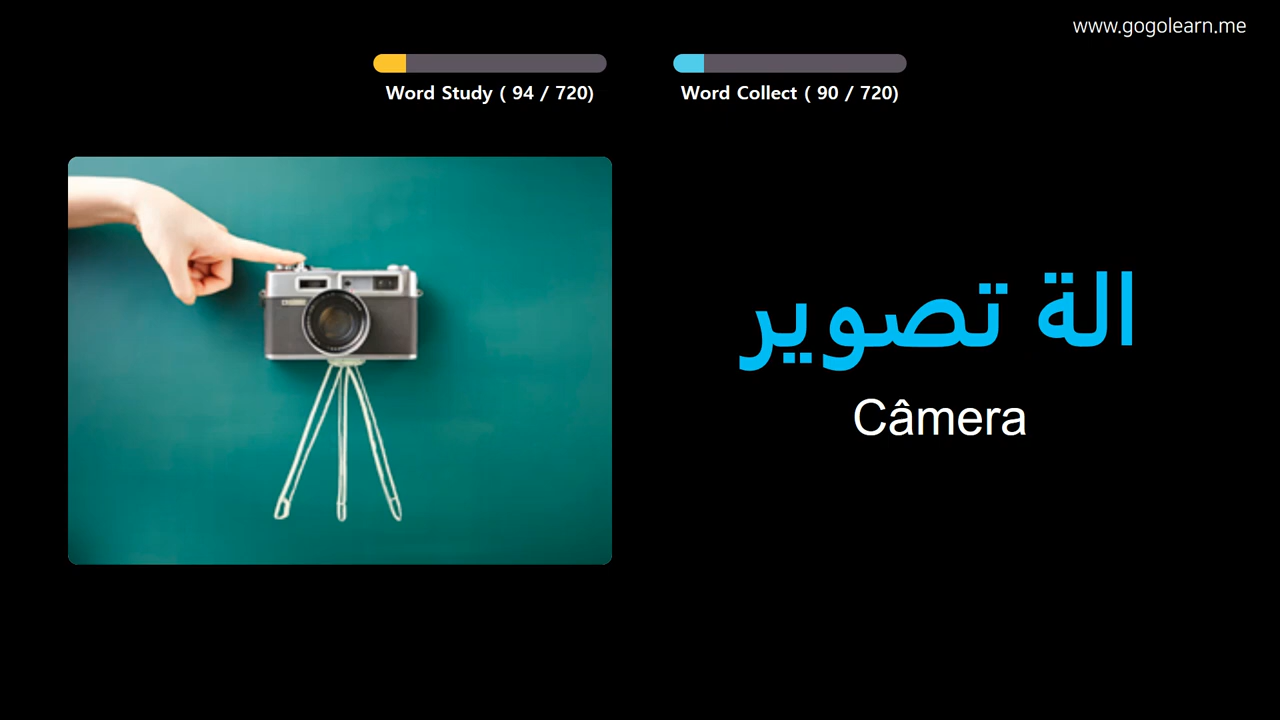 www.gogolearn.me
Word Study ( 94 / 720)
Word Collect ( 90 / 720)
الة تصوير
Câmera